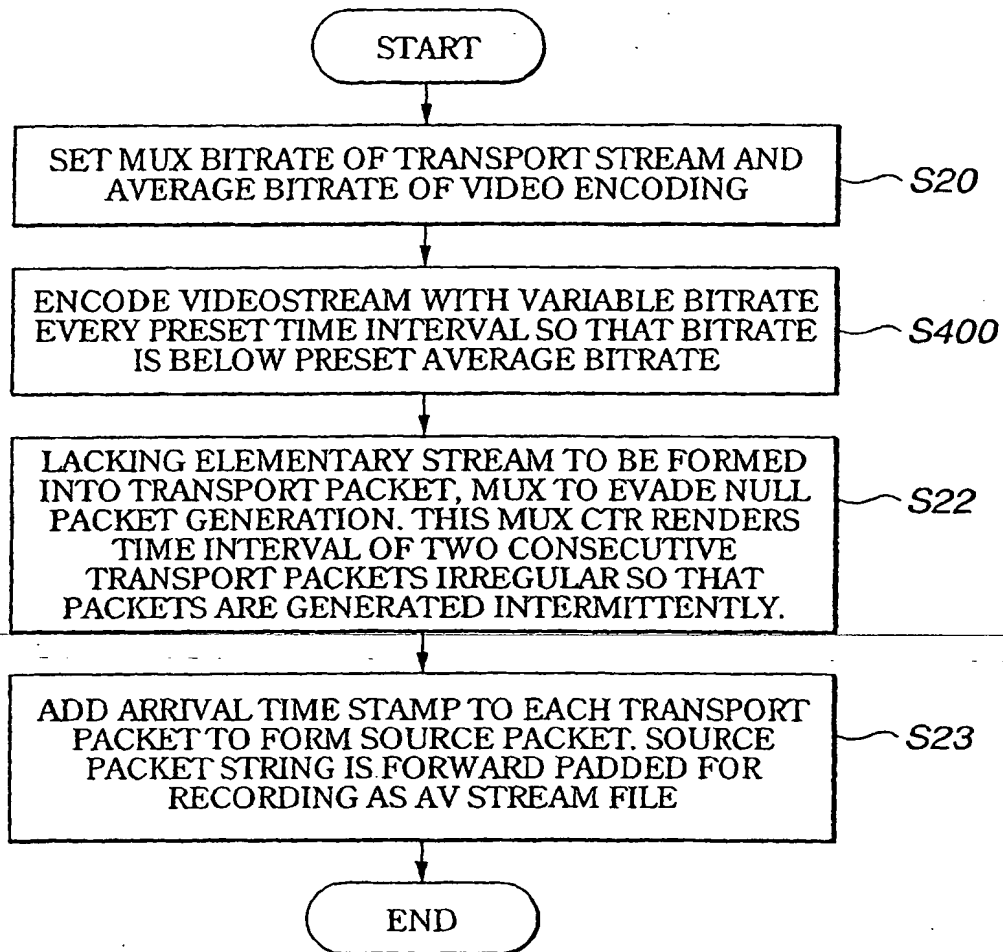 START
SET MUX BITRATE OF TRANSPORT STREAM AND
AVERAGE BITRATE OF VIDEO ENCODING
S20
ENCODE VIDEOSTREAM WITH VARIABLE BITRATE
EVERY PRESET TIME INTERVAL SO THAT BITRATE
IS BELOW PRESET AVERAGE BITRATE
S400
LACKING ELEMENTARY STREAM TO BE FORMED
INTO TRANSPORT PACKET, MUX TO EVADE NULL
PACKET GENERATION. THIS MUX CTR RENDERS
TIME INTERVAL OF TWO CONSECUTIVE
TRANSPORT PACKETS IRREGULAR SO THAT
PACKETS ARE GENERATED INTERMITTENTLY.
S22
ADD ARRIVAL TIME STAMP TO EACH TRANSPORT
PACKET TO FORM SOURCE PACKET. SOURCE
PACKET STRING IS FORWARD PADDED FOR
RECORDING AS AV STREAM FILE
S23
END